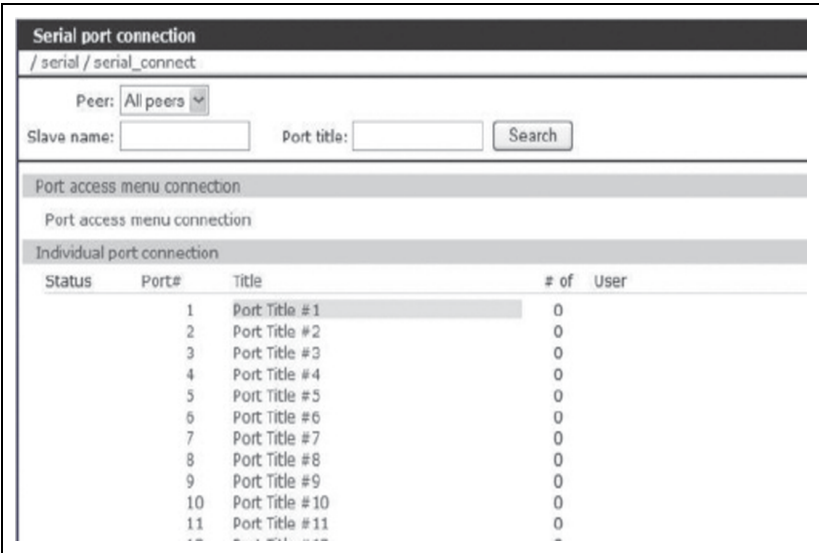 Serial port connection
/ serial / serial_connect
Peer: All peers
Slave name: Port title: Search
Port access menu connection
Port access menu connection
Individual port connection
Status Port# Title # of User
1 Port Title #1 0
2 Port Title #2 0
3 Port Title #3 0
4 Port Title #4 0
5 Port Title #5 0
6 Port Title #6 0
7 Port Title #7 0
8 Port Title #8 0
9 Port Title #9 0
10 Port Title #10 0
11 Port Title #11 0